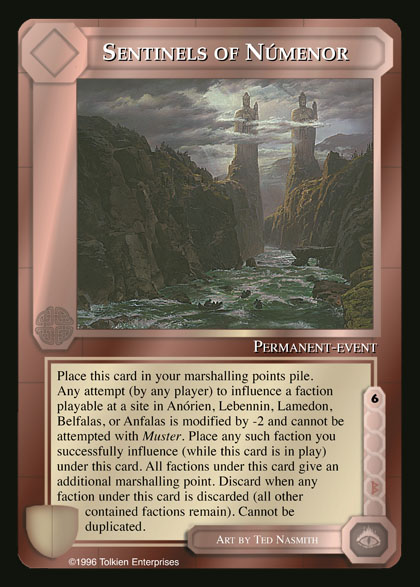 Sentinels of Númenor
Permanent-event
Place this card in your marshalling points pile.
Any attempt (by any player) to influence a faction
playable at a site in Anórien, Lebennin, Lamedon,
Belfalas, or Anfalas is modified by -2 and cannot be
attempted with Muster. Place any such faction you
successfully influence (while this card is in play)
under this card. All factions under this card give an
additional marshalling point. Discard when any
faction under this card is discarded (all other
contained factions remain). Cannot be
duplicated.
6
Art by Ted Nasmith
©1996 Tolkien Enterprises